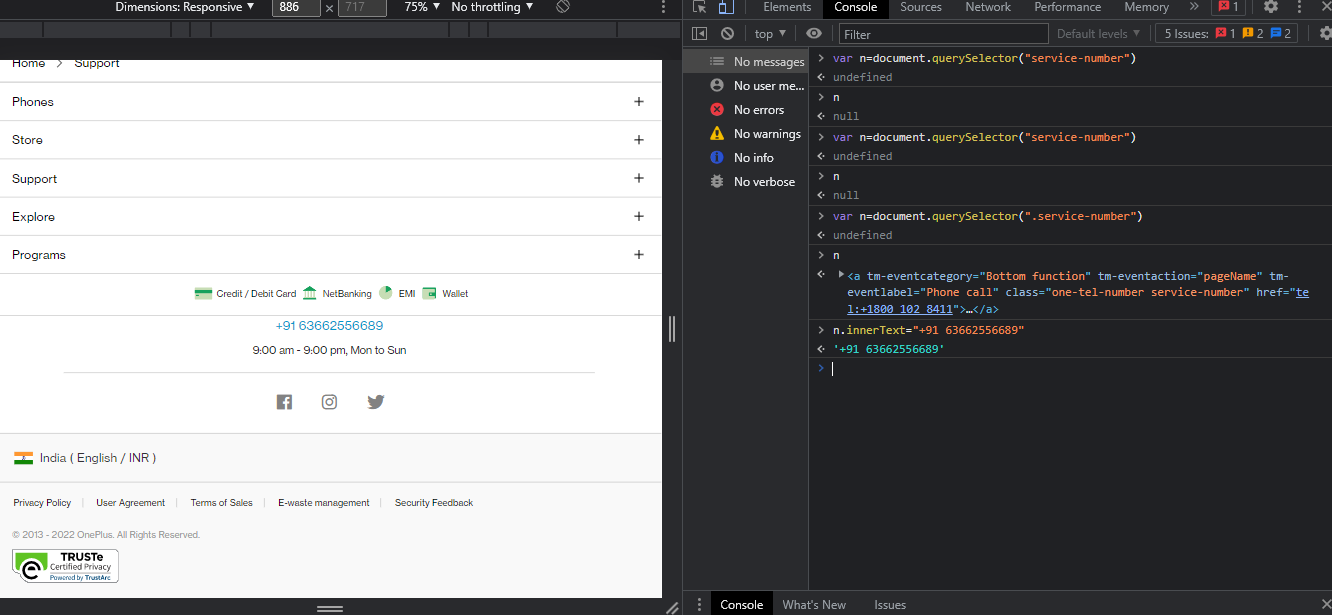 Dimensions: Responsive ▼ 886 × 717 75% ▼ No throttling ▼
Home > Support
Phones +
Store +
Support +
Explore +
Programs +
Credit / Debit Card NetBanking EMI Wallet
+91 63662556689
9:00 am - 9:00 pm, Mon to Sun
India ( English / INR )
Privacy Policy | User Agreement | Terms of Sales | E-waste management | Security Feedback
© 2013 - 2022 OnePlus. All Rights Reserved.
TRUSTe
Certified Privacy
Powered by TrustArc
Elements Console Sources Network Performance Memory » 1
top ▼ Filter Default levels ▼ 5 Issues: 1 2 2
No messages
No user me...
No errors
No warnings
No info
No verbose
> var n=document.querySelector("service-number")
undefined
> n
null
> var n=document.querySelector("service-number")
undefined
> n
null
> var n=document.querySelector(".service-number")
undefined
> n
<a tm-eventcategory="Bottom function" tm-eventaction="pageName" tm-
eventlabel="Phone call" class="one-tel-number service-number" href="te
l:+1800 102 8411">…</a>
> n.innerText="+91 63662556689"
'+91 63662556689'
>
Console What's New Issues